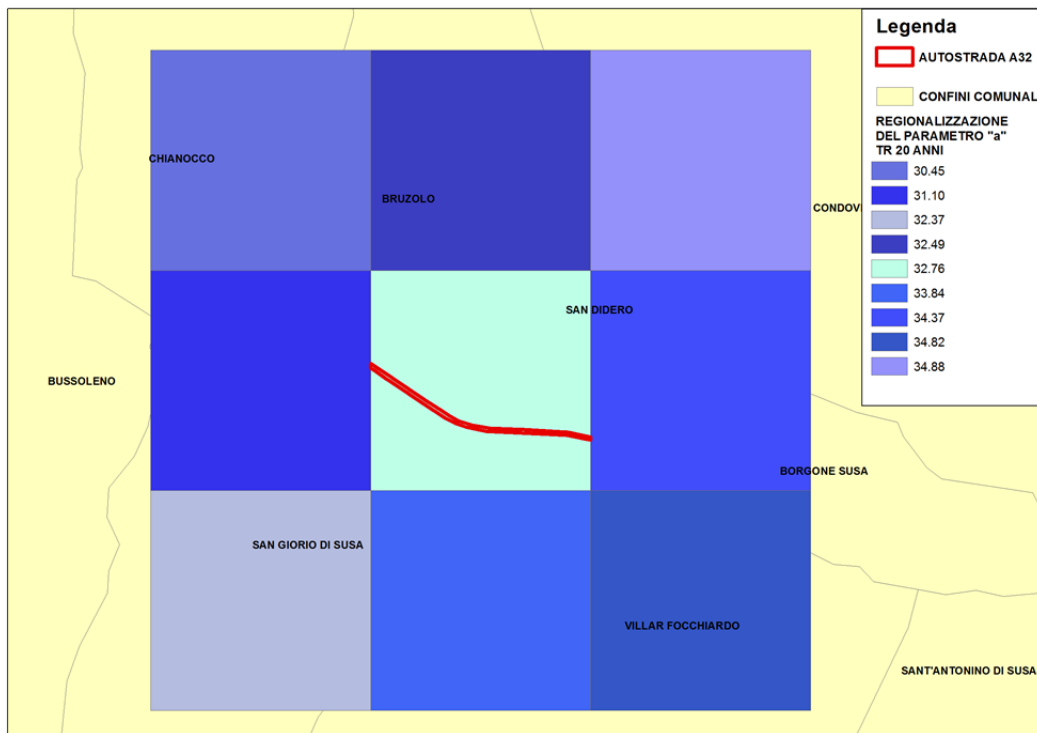 Legenda
AUTOSTRADA A32
CONFINI COMUNAL
REGIONALIZZAZIONE
DEL PARAMETRO "a"
TR 20 ANNI
30.45
31.10
32.37
32.49
32.76
33.84
34.37
34.82
34.88
CHIANOCCO
BRUZOLO
CONDOVE
SAN DIDERO
BUSSOLENO
BORGONE SUSA
SAN GIORIO DI SUSA
VILLAR FOCCHIARDO
SANT'ANTONINO DI SUSA